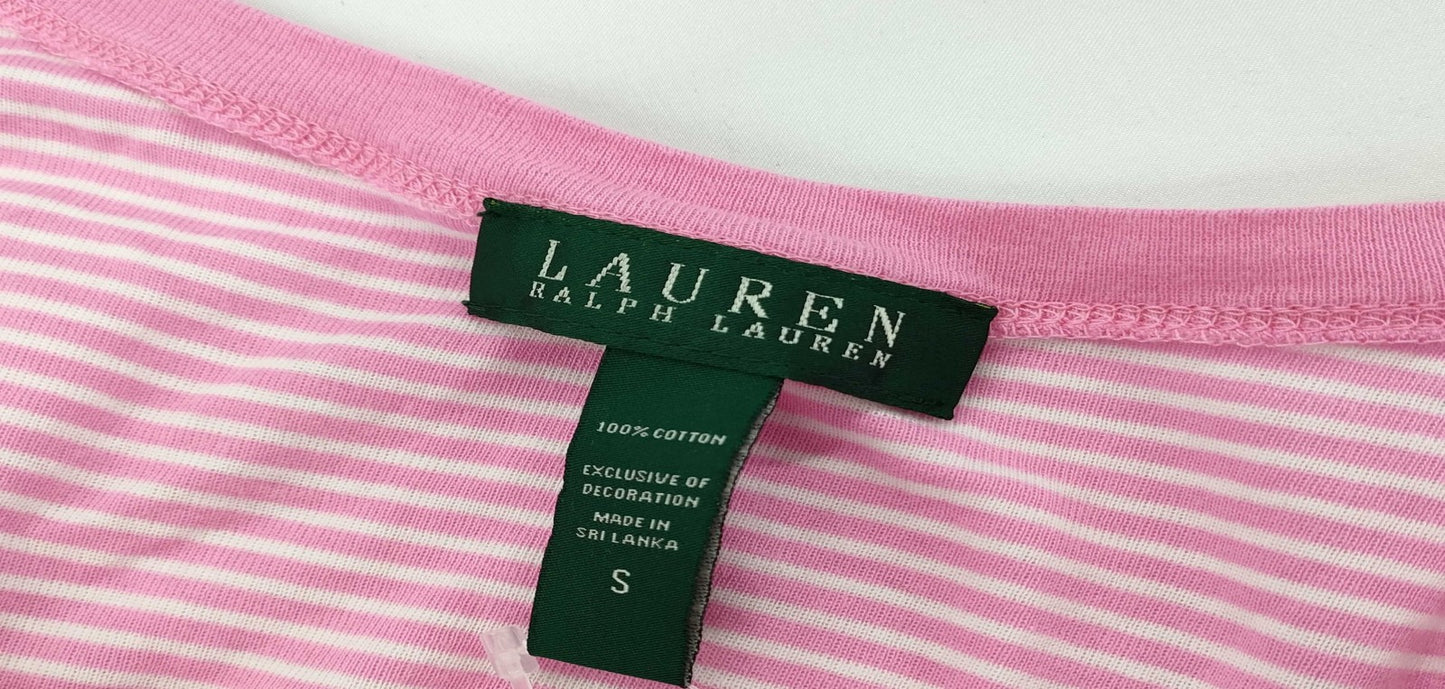 LAUREN
RALPH LAUREN
100% COTTON
EXCLUSIVE OF
DECORATION
MADE IN
SRI LANKA
S